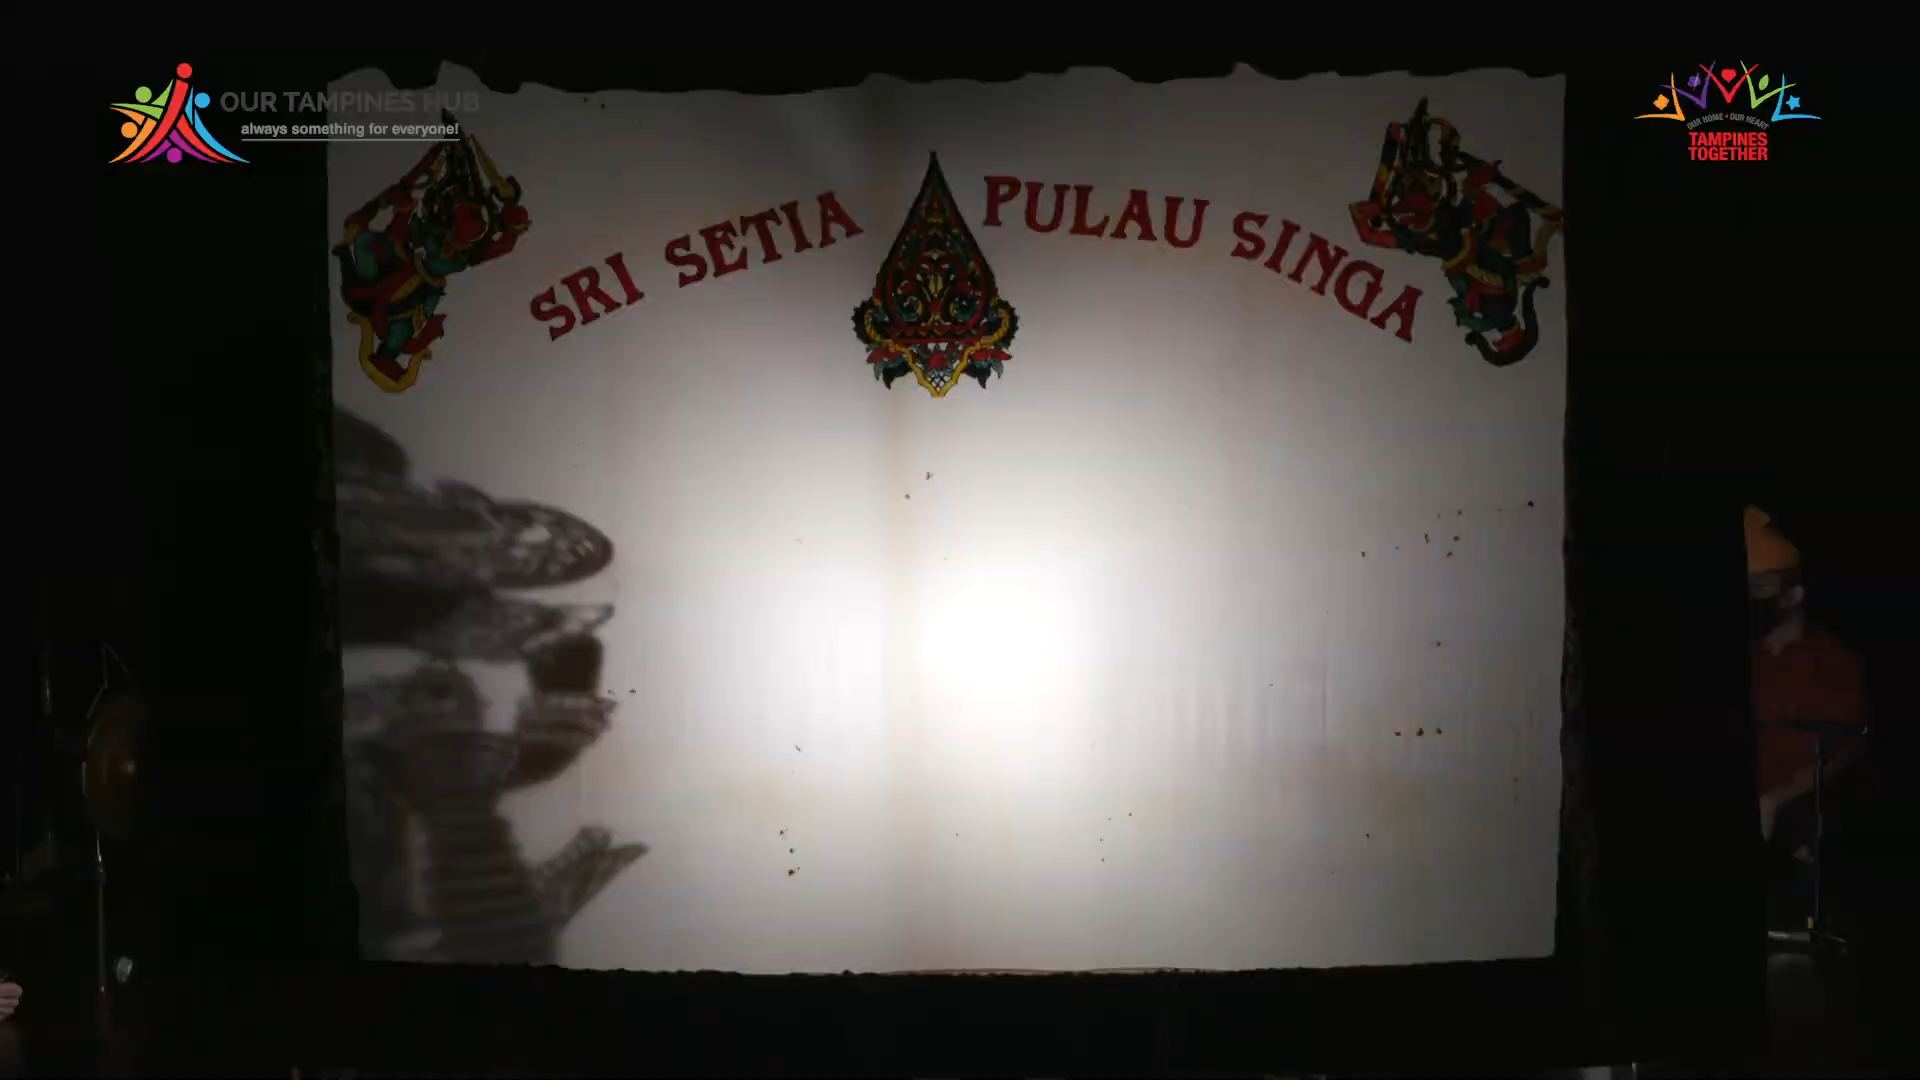 OUR TAMPINES HUB
always something for everyone!
OUR HOME • OUR HEART
TAMPINES
TOGETHER
SRI SETIA PULAU SINGA